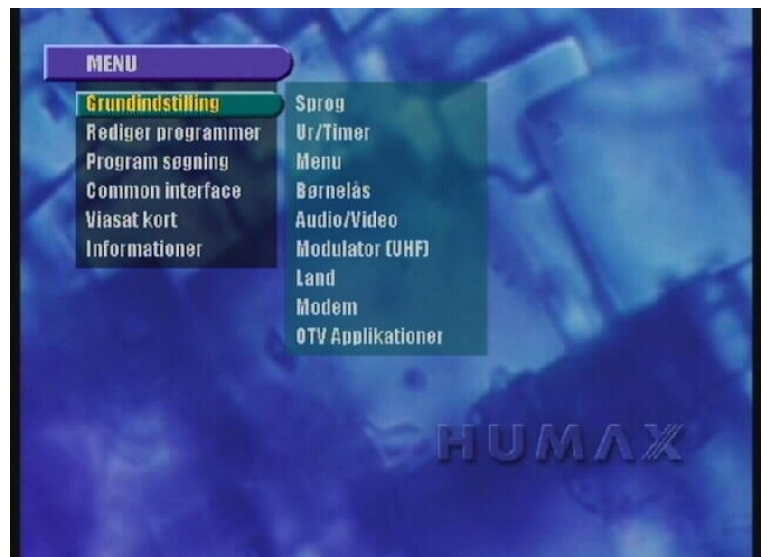 MENU
Grundindstilling
Rediger programmer
Program søgning
Common interface
Viasat kort
Informationer
Sprog
Ur/Timer
Menu
Børnelås
Audio/Video
Modulator (UHF)
Land
Modem
OTV Applikationer
HUMAX